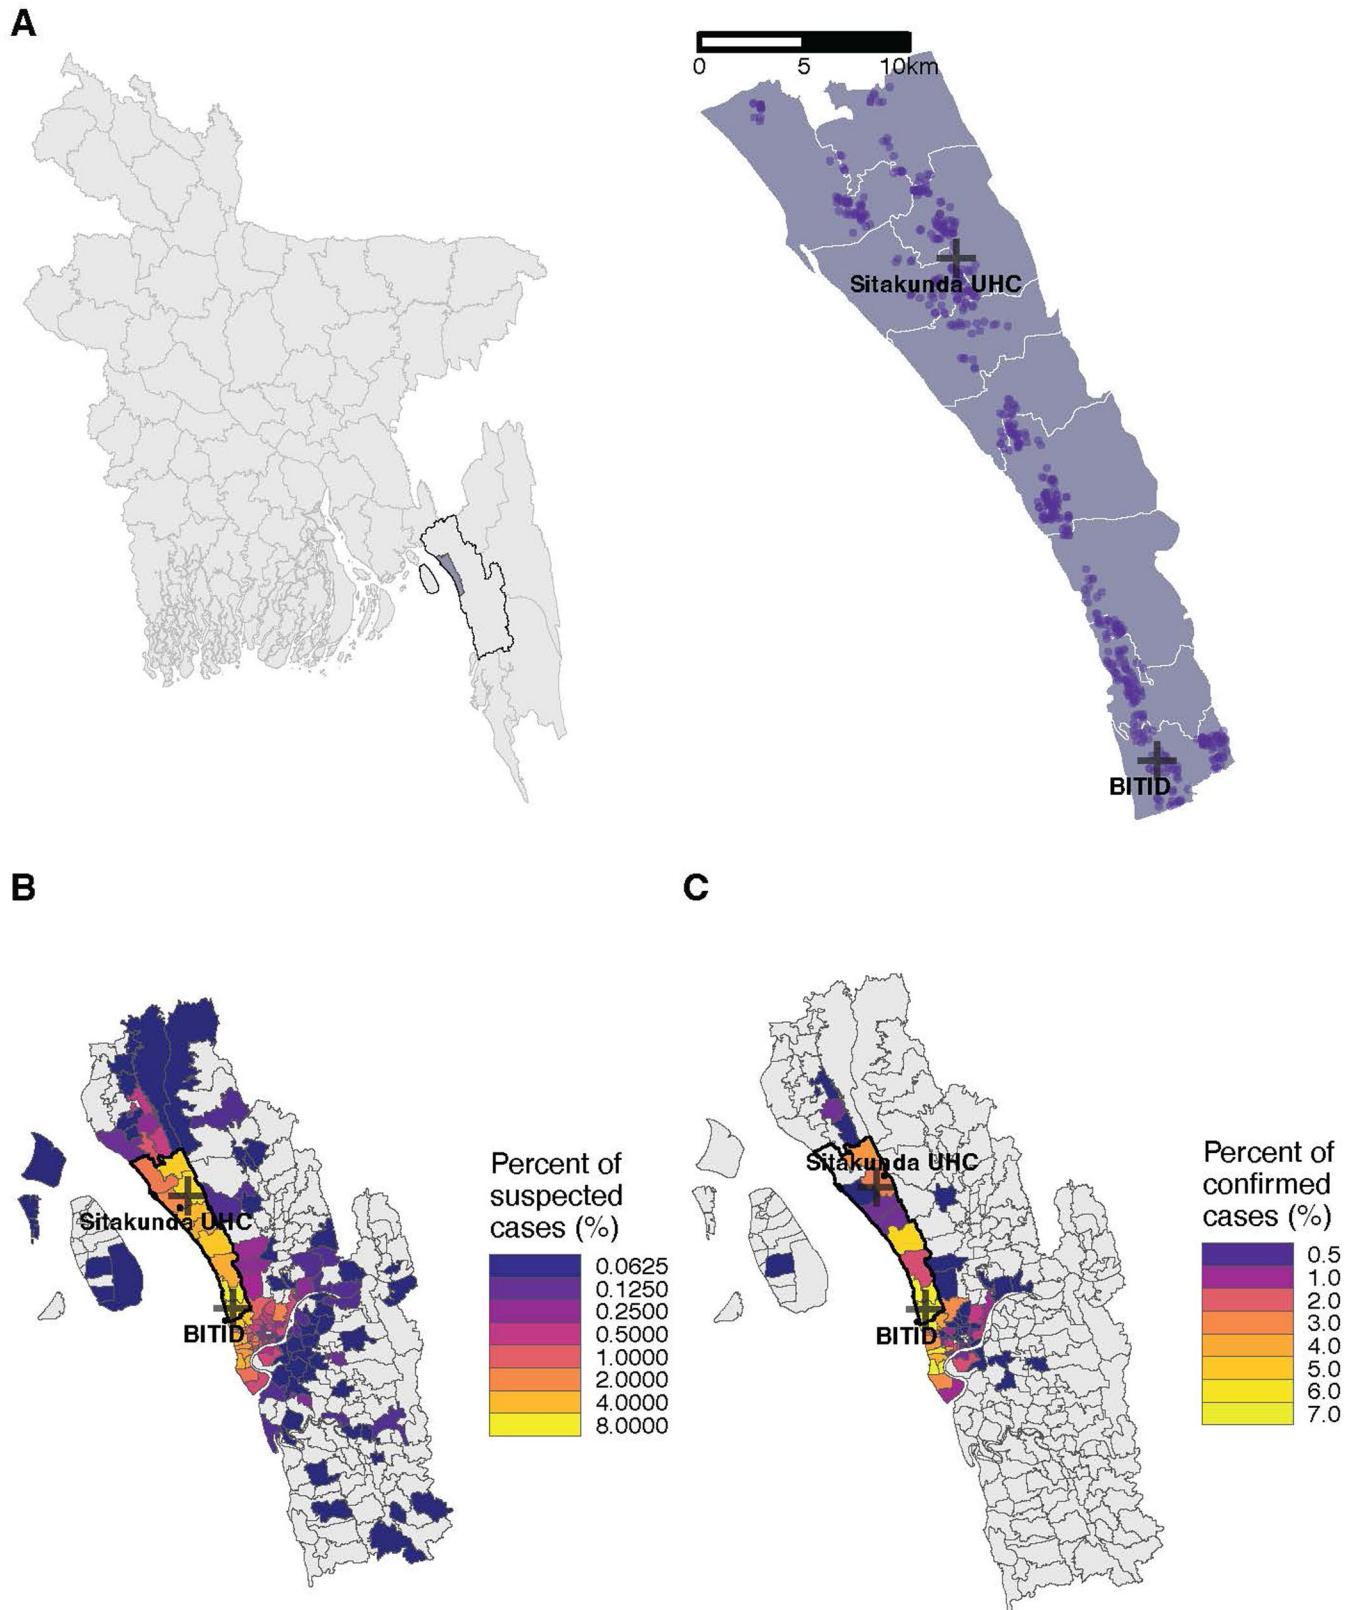 A
0 5 10km
Sitakunda UHC
BITID
B
C
Sitakunda UHC
BITID
Percent of
suspected
cases (%)
0.0625
0.1250
0.2500
0.5000
1.0000
2.0000
4.0000
8.0000
Sitakunda UHC
BITID
Percent of
confirmed
cases (%)
0.5
1.0
2.0
3.0
4.0
5.0
6.0
7.0